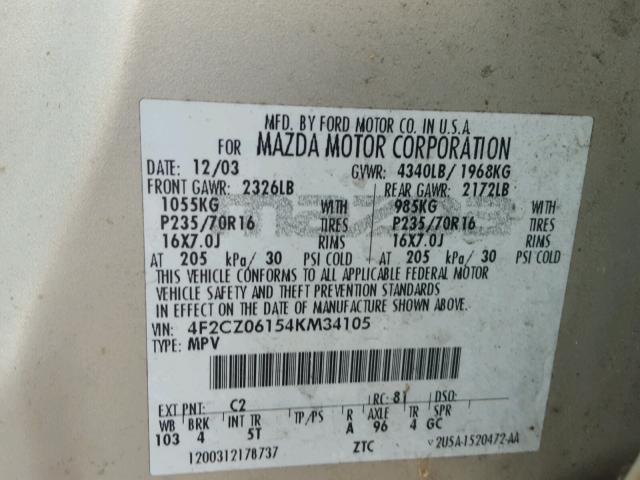 MFD. BY FORD MOTOR CO. IN U.S.A.
FOR MAZDA MOTOR CORPORATION
DATE: 12/03 GVWR: 4340LB/ 1968KG
FRONT GAWR: 2326LB REAR GAWR: 2172LB
1055KG WITH 985KG WITH
P235/70R16 TIRES P235/70R16 TIRES
16X7.0J RIMS 16X7.0J RIMS
AT 205 kPa/ 30 PSI COLD AT 205 kPa/ 30 PSI COLD
THIS VEHICLE CONFORMS TO ALL APPLICABLE FEDERAL MOTOR
VEHICLE SAFETY AND THEFT PREVENTION STANDARDS
IN EFFECT ON THE DATE OF MANUFACTURE SHOWN ABOVE.
VIN: 4F2CZ06154KM34105
TYPE: MPV
EXT PNT: C2 RC: 81 DSO:
WB BRK INT TR TP/PS R AXLE TR SPR
103 4 5T A 96 4 GC
1200312178737 ZTC V 2U5A-1520472-AA